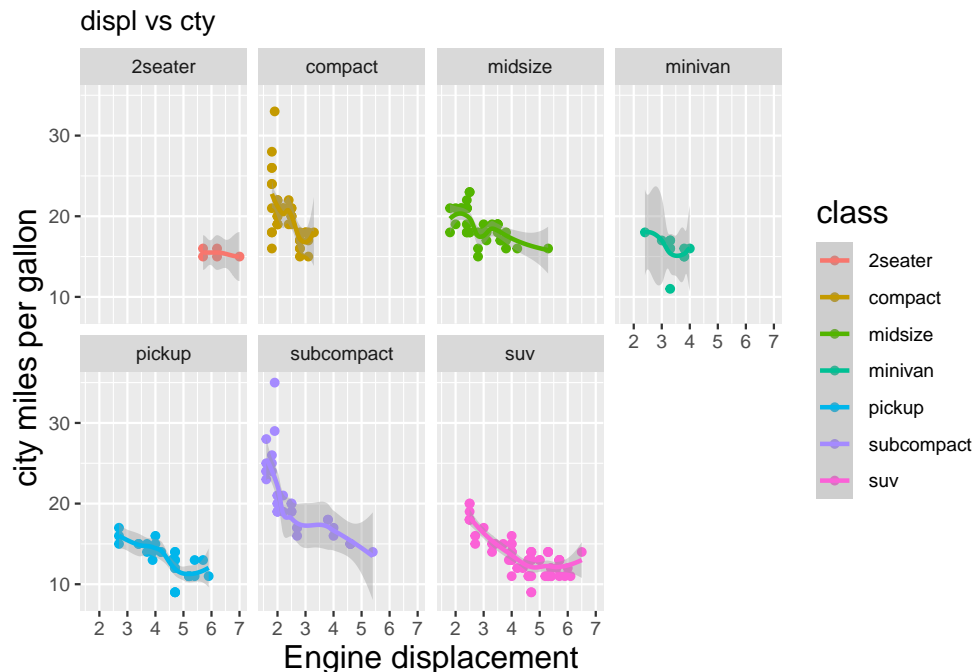 displ vs cty
2seater compact midsize minivan
30
20
10
2 3 4 5 6 7
pickup subcompact suv
30
20
10
2 3 4 5 6 7 2 3 4 5 6 7 2 3 4 5 6 7
city miles per gallon
Engine displacement
class
2seater
compact
midsize
minivan
pickup
subcompact
suv